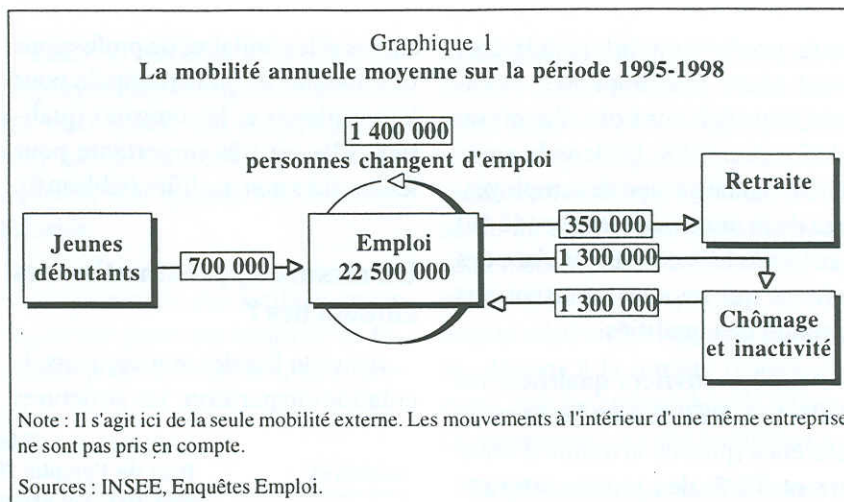 Graphique 1
La mobilité annuelle moyenne sur la période 1995-1998
1 400 000
personnes changent d'emploi
Retraite
Jeunes
débutants
700 000
Emploi
22 500 000
350 000
1 300 000
1 300 000
Chômage
et inactivité
Note : Il s'agit ici de la seule mobilité externe. Les mouvements à l'intérieur d'une même entreprise
ne sont pas pris en compte.
Sources : INSEE, Enquêtes Emploi.